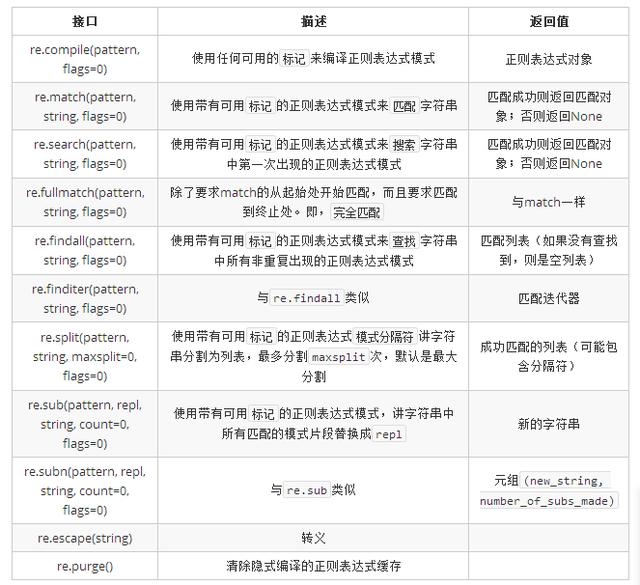 接口 描述 返回值
re.compile(pattern,
flags=0)
使用任何可用的 标记 来编译正则表达式模式
正则表达式对象
re.match(pattern,
string, flags=0)
使用带有可用 标记 的正则表达式模式来 匹配 字符串
匹配成功则返回匹配对
象；否则返回None
re.search(pattern,
string, flags=0)
使用带有可用 标记 的正则表达式模式来 搜索 字符串
中第一次出现的正则表达式模式
匹配成功则返回匹配对
象；否则返回None
re.fullmatch(pattern,
string, flags=0)
除了要求match的从起始处开始匹配，而且要求匹配
到终止处。即，完全匹配
与match一样
re.findall(pattern,
string, flags=0)
使用带有可用 标记 的正则表达式模式来 查找 字符串
中所有非重复出现的正则表达式模式
匹配列表（如果没有查找
到，则是空列表）
re.finditer(pattern,
string, flags=0)
与 re.findall 类似
匹配迭代器
re.split(pattern,
string, maxsplit=0,
flags=0)
使用带有可用 标记 的正则表达式 模式分隔符 讲字符
串分割为列表，最多分割 maxsplit 次，默认是最大
分割
成功匹配的列表（可能包
含分隔符）
re.sub(pattern, repl,
string, count=0,
flags=0)
使用带有可用 标记 的正则表达式模式，讲字符串中
所有匹配的模式片段替换成 repl
新的字符串
re.subn(pattern, repl,
string, count=0,
flags=0)
与 re.sub 类似
元组 (new_string,
number_of_subs_made)
re.escape(string)
转义
re.purge()
清除隐式编译的正则表达式缓存